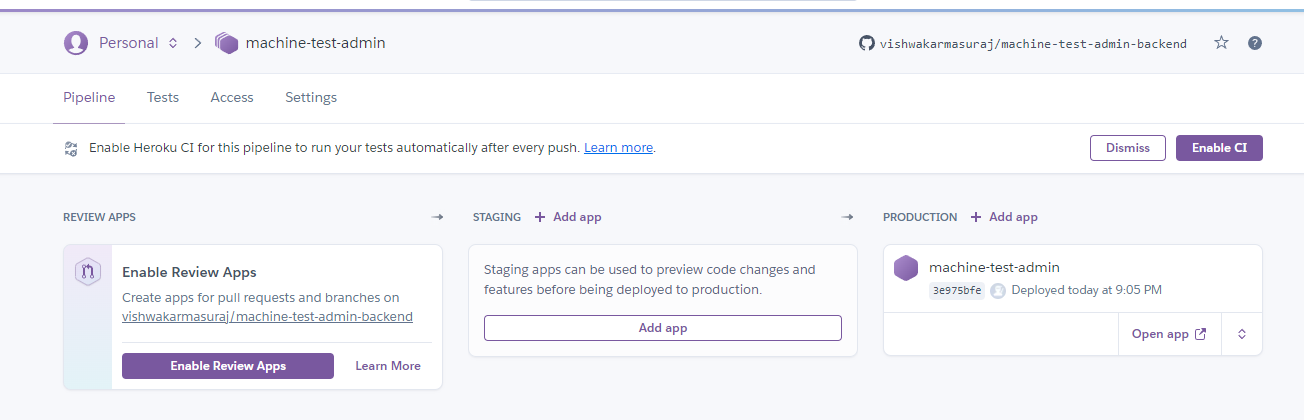 Personal machine-test-admin vishwakarmasuraj/machine-test-admin-backend
Pipeline Tests Access Settings
Enable Heroku CI for this pipeline to run your tests automatically after every push. Learn more. Dismiss Enable CI
REVIEW APPS
Enable Review Apps
Create apps for pull requests and branches on
vishwakarmasuraj/machine-test-admin-backend
Enable Review Apps Learn More
STAGING + Add app
Staging apps can be used to preview code changes and
features before being deployed to production.
Add app
PRODUCTION + Add app
machine-test-admin
3e975bfe Deployed today at 9:05 PM
Open app